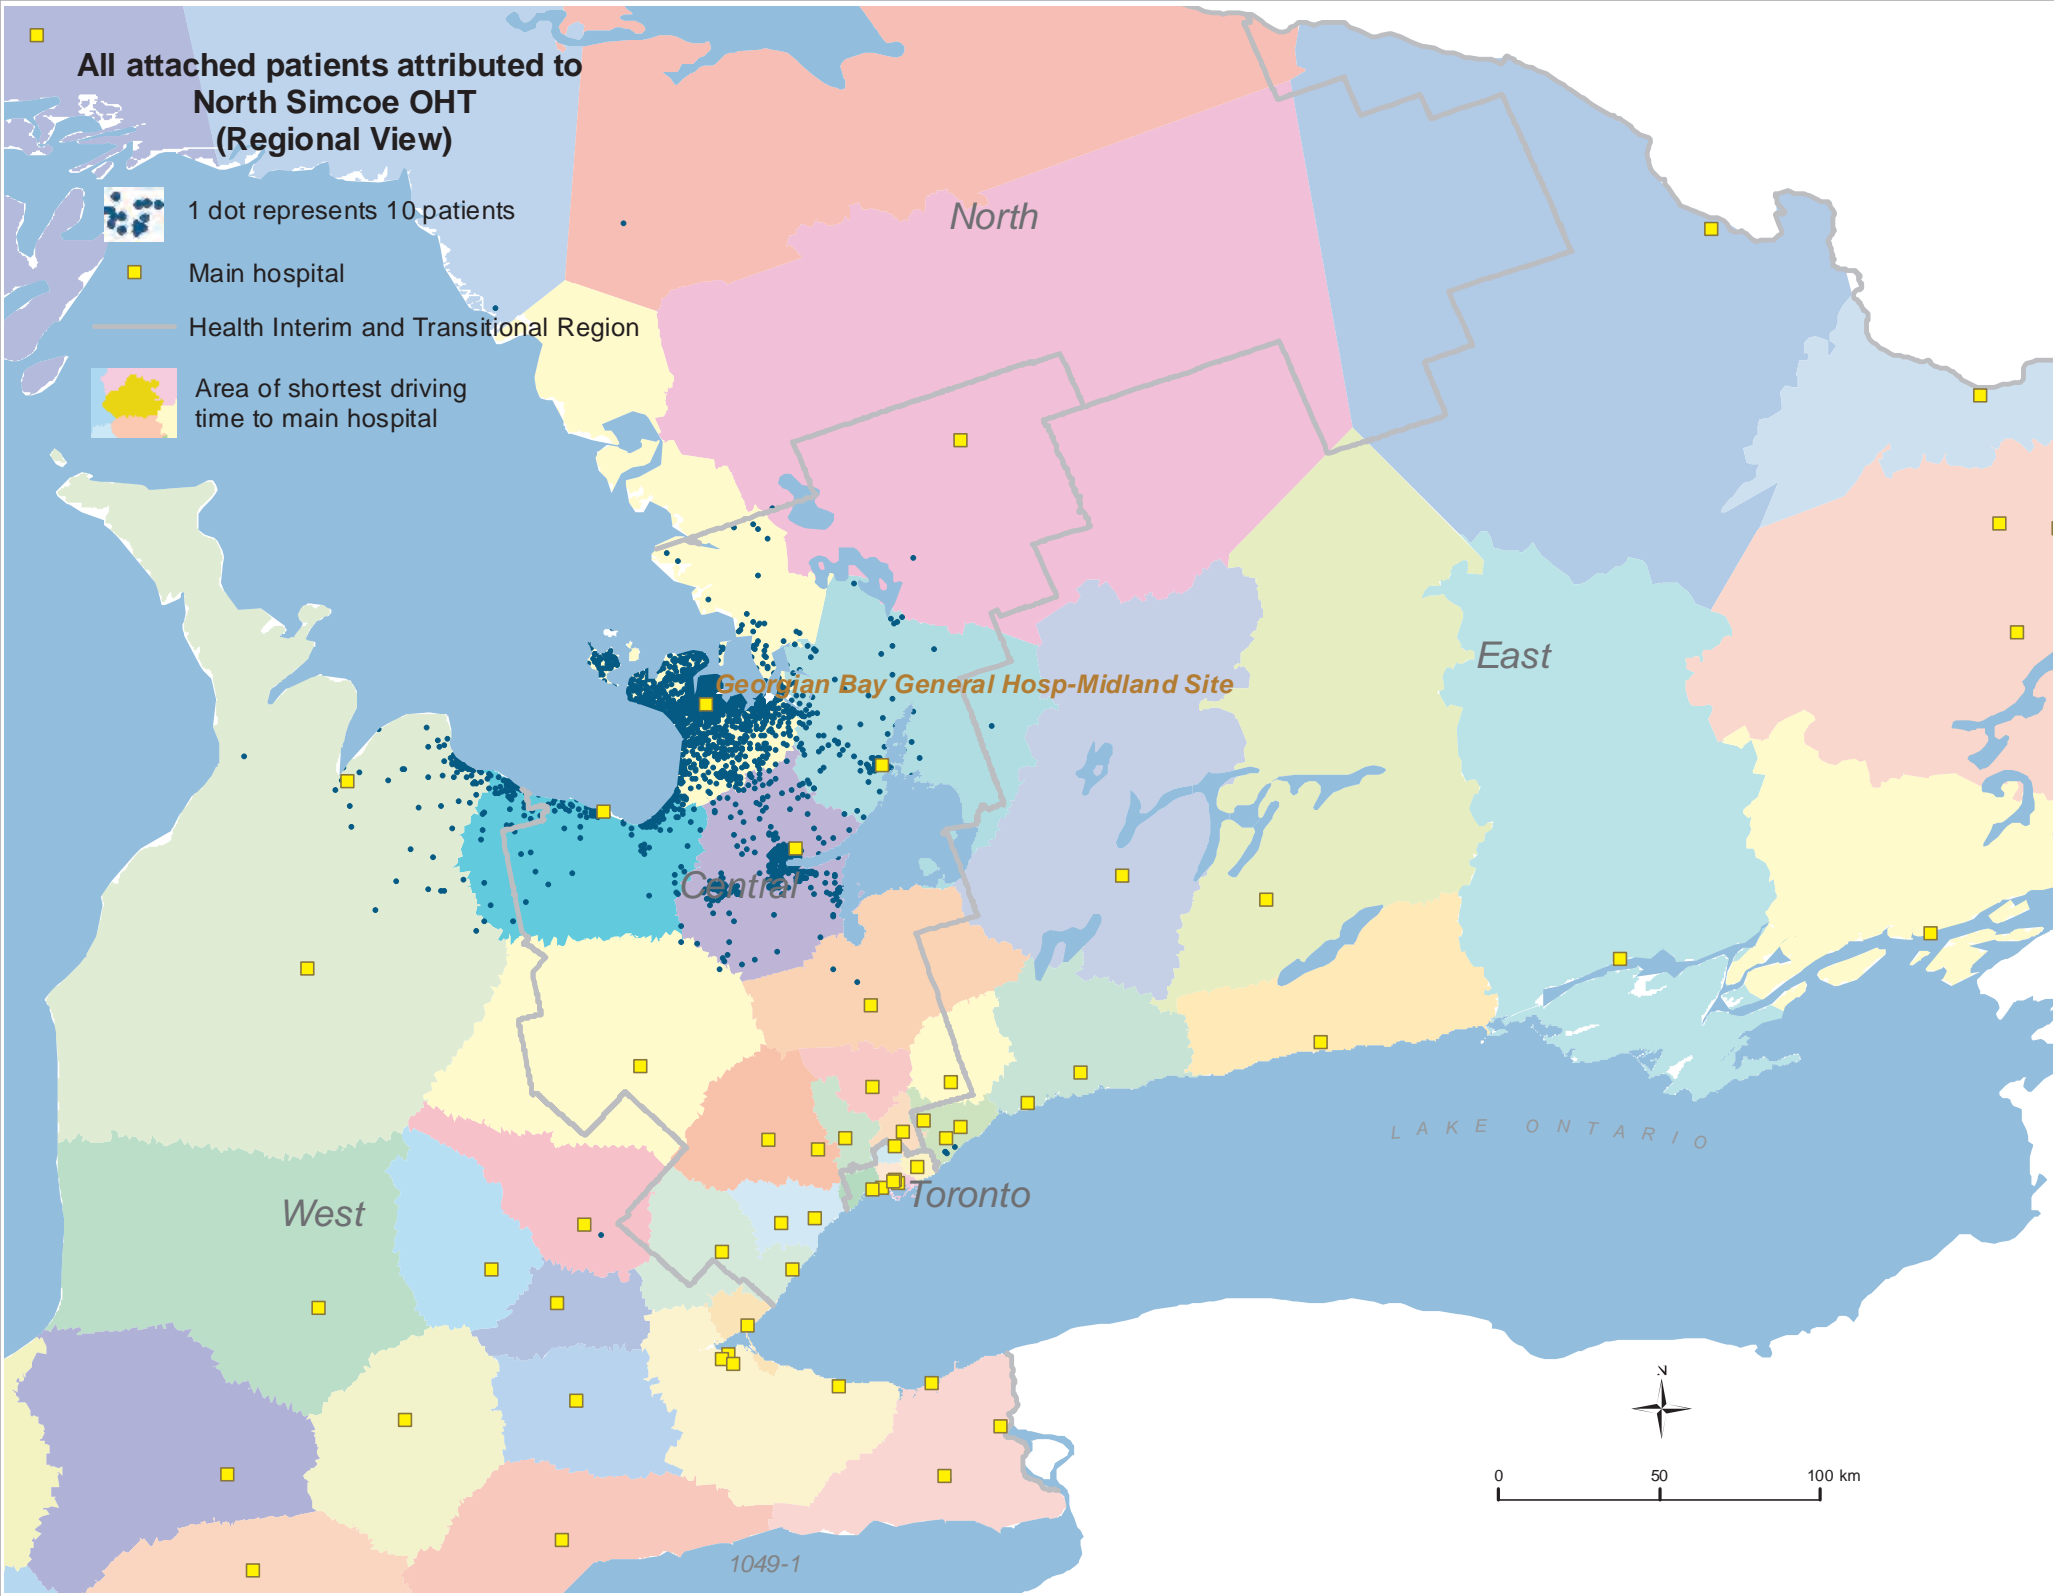 All attached patients attributed to
North Simcoe OHT
(Regional View)
1 dot represents 10 patients
Main hospital
Health Interim and Transitional Region
Area of shortest driving
time to main hospital
North
East
Georgian Bay General Hosp-Midland Site
Central
LAKE ONTARIO
West
Toronto
N
0 50 100 km
1049-1